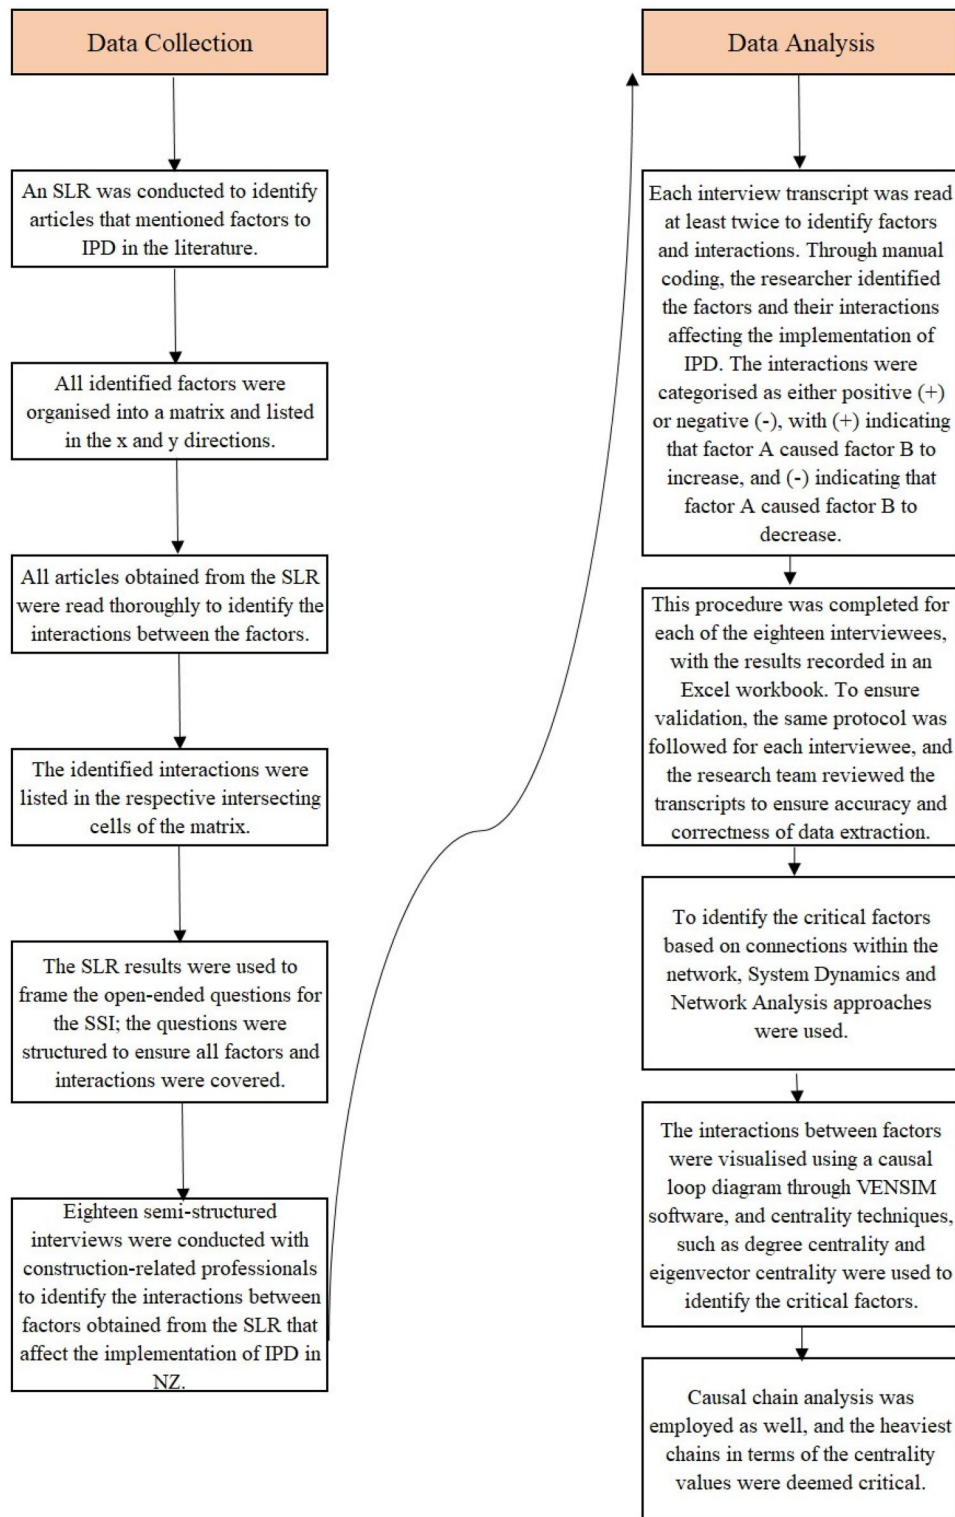 Data Collection
An SLR was conducted to identify
articles that mentioned factors to
IPD in the literature.
All identified factors were
organised into a matrix and listed
in the x and y directions.
All articles obtained from the SLR
were read thoroughly to identify the
interactions between the factors.
The identified interactions were
listed in the respective intersecting
cells of the matrix.
The SLR results were used to
frame the open-ended questions for
the SSI; the questions were
structured to ensure all factors and
interactions were covered.
Eighteen semi-structured
interviews were conducted with
construction-related professionals
to identify the interactions between
factors obtained from the SLR that
affect the implementation of IPD in
NZ.
Data Analysis
Each interview transcript was read
at least twice to identify factors
and interactions. Through manual
coding, the researcher identified
the factors and their interactions
affecting the implementation of
IPD. The interactions were
categorised as either positive (+)
or negative (-), with (+) indicating
that factor A caused factor B to
increase, and (-) indicating that
factor A caused factor B to
decrease.
This procedure was completed for
each of the eighteen interviewees,
with the results recorded in an
Excel workbook. To ensure
validation, the same protocol was
followed for each interviewee, and
the research team reviewed the
transcripts to ensure accuracy and
correctness of data extraction.
To identify the critical factors
based on connections within the
network, System Dynamics and
Network Analysis approaches
were used.
The interactions between factors
were visualised using a causal
loop diagram through VENSIM
software, and centrality techniques,
such as degree centrality and
eigenvector centrality were used to
identify the critical factors.
Causal chain analysis was
employed as well, and the heaviest
chains in terms of the centrality
values were deemed critical.